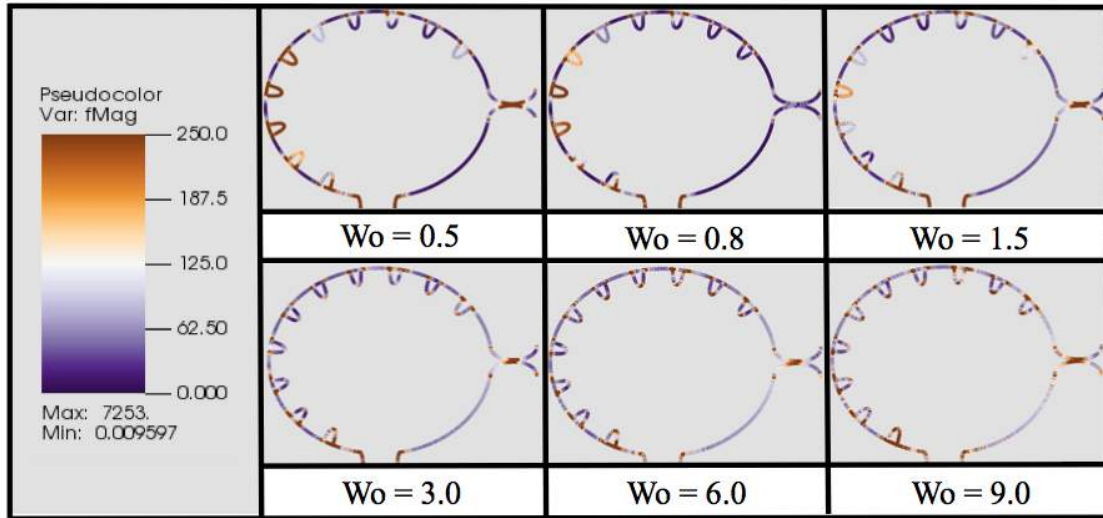 Pseudocolor
Var: fMag
250.0
187.5
125.0
62.50
0.000
Max: 7253.
Min: 0.009597
Wo = 0.5
Wo = 0.8
Wo = 1.5
Wo = 3.0
Wo = 6.0
Wo = 9.0